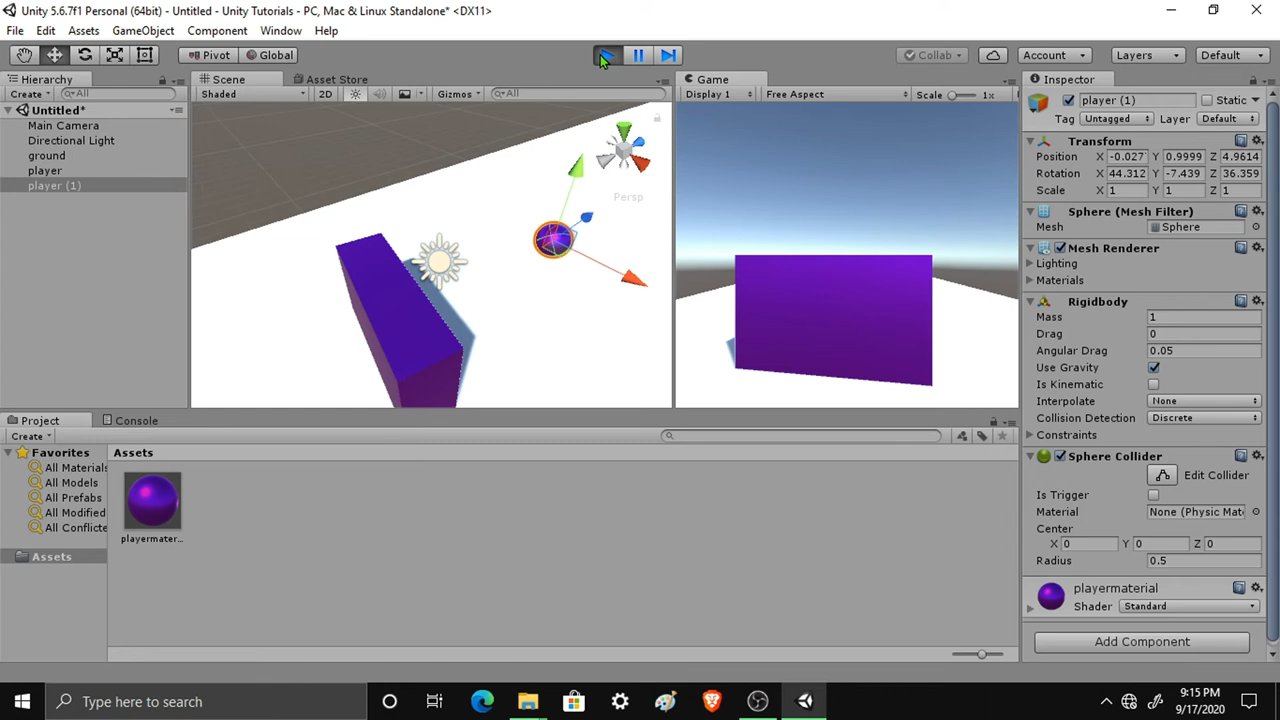 Unity 5.6.7f1 Personal (64bit) - Untitled - Unity Tutorials - PC, Mac & Linux Standalone* <DX11>
File Edit Assets GameObject Component Window Help
Pivot Global Collab Account Layers Default
Hierarchy Scene Asset Store Game Inspector
Create All Shaded 2D Gizmos All Display 1 Free Aspect Scale 1x
player (1) Static
Untitled*
Tag Untagged Layer Default
Main Camera
Directional Light
ground
player
player (1)
Persp
Transform
Position X -0.027 Y 0.9999 Z 4.9614
Rotation X 44.312 Y -7.439 Z 36.359
Scale X 1 Y 1 Z 1
Sphere (Mesh Filter)
Mesh Sphere
Mesh Renderer
Lighting
Materials
Rigidbody
Mass 1
Drag 0
Angular Drag 0.05
Use Gravity
Is Kinematic
Interpolate None
Collision Detection Discrete
Constraints
Sphere Collider
Edit Collider
Is Trigger
Material None (Physic Mate
Center
X 0 Y 0 Z 0
Radius 0.5
playermaterial
Shader Standard
Add Component
Project Console
Create
Favorites
All Materials
All Models
All Prefabs
All Modified
All Conflicte
Assets
Assets
playermater...
Type here to search
9:15 PM
9/17/2020